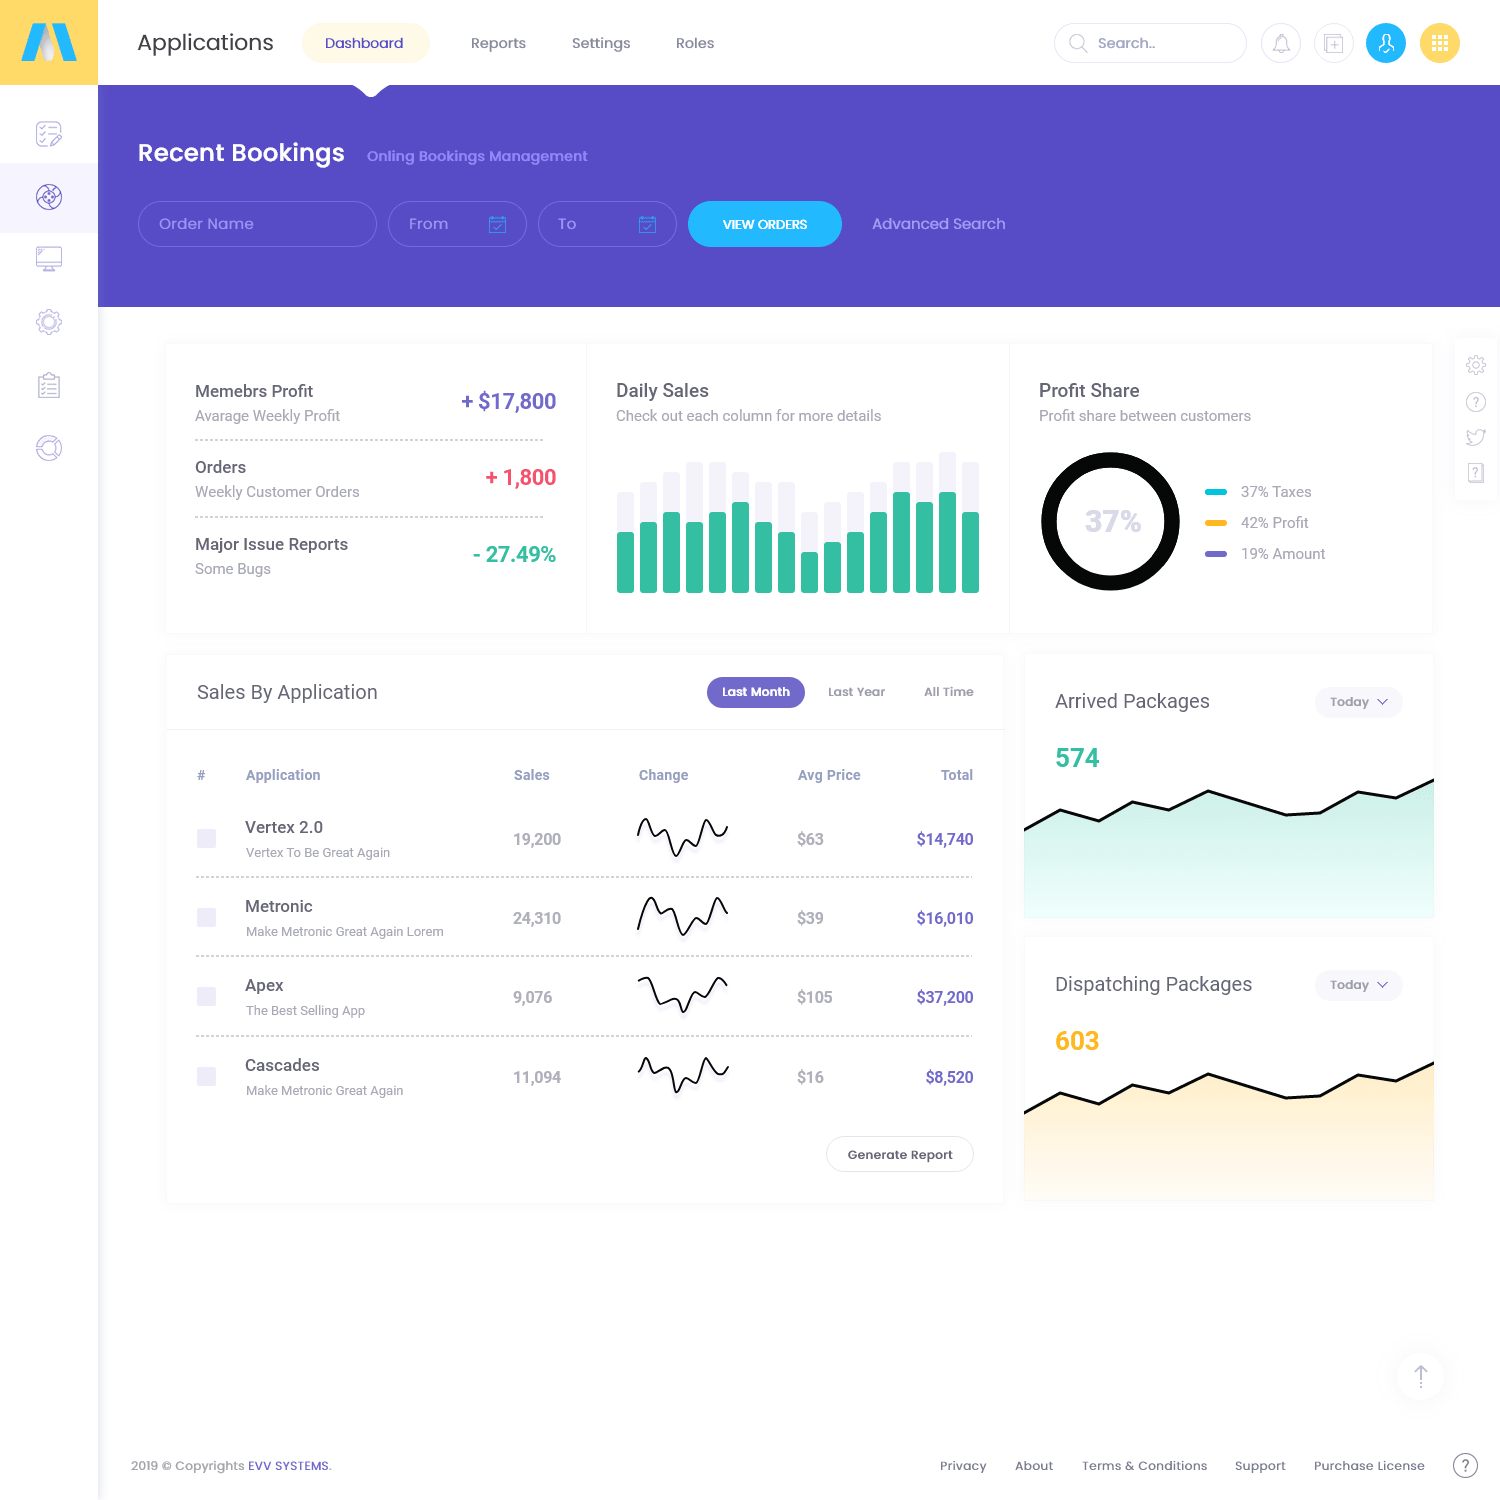 Applications
Dashboard
Reports
Settings
Roles
Search..
Recent Bookings
Onling Bookings Management
Order Name
From
To
VIEW ORDERS
Advanced Search
Memebrs Profit
Avarage Weekly Profit
+ $17,800
Orders
Weekly Customer Orders
+ 1,800
Major Issue Reports
Some Bugs
- 27.49%
Daily Sales
Check out each column for more details
Profit Share
Profit share between customers
37%
37% Taxes
42% Profit
19% Amount
Sales By Application
Last Month
Last Year
All Time
# Application Sales Change Avg Price Total
Vertex 2.0
Vertex To Be Great Again
19,200
$63
$14,740
Metronic
Make Metronic Great Again Lorem
24,310
$39
$16,010
Apex
The Best Selling App
9,076
$105
$37,200
Cascades
Make Metronic Great Again
11,094
$16
$8,520
Generate Report
Arrived Packages
Today
574
Dispatching Packages
Today
603
2019 © Copyrights EVV SYSTEMS.
Privacy
About
Terms & Conditions
Support
Purchase License
?